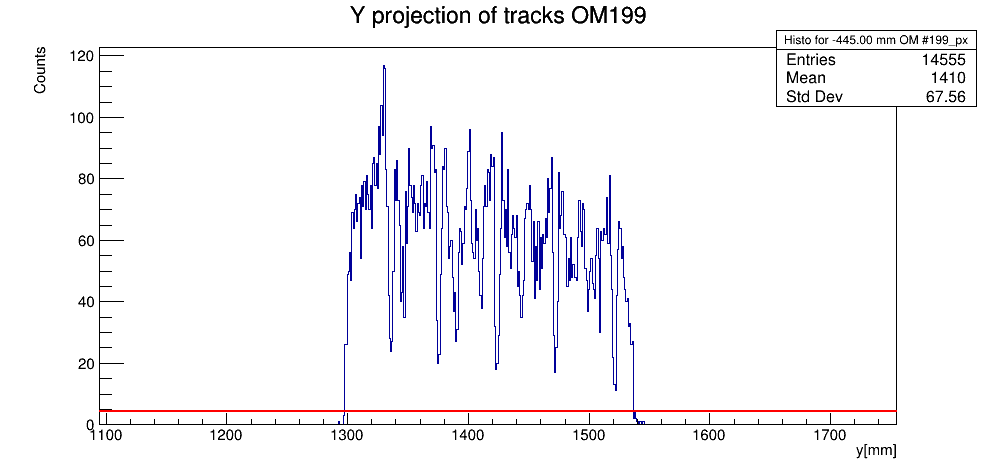 Y projection of tracks OM199
Histo for -445.00 mm OM #199_px
Entries 14555
Mean 1410
Std Dev 67.56
Counts
120
100
80
60
40
20
0
1100 1200 1300 1400 1500 1600 1700
y[mm]